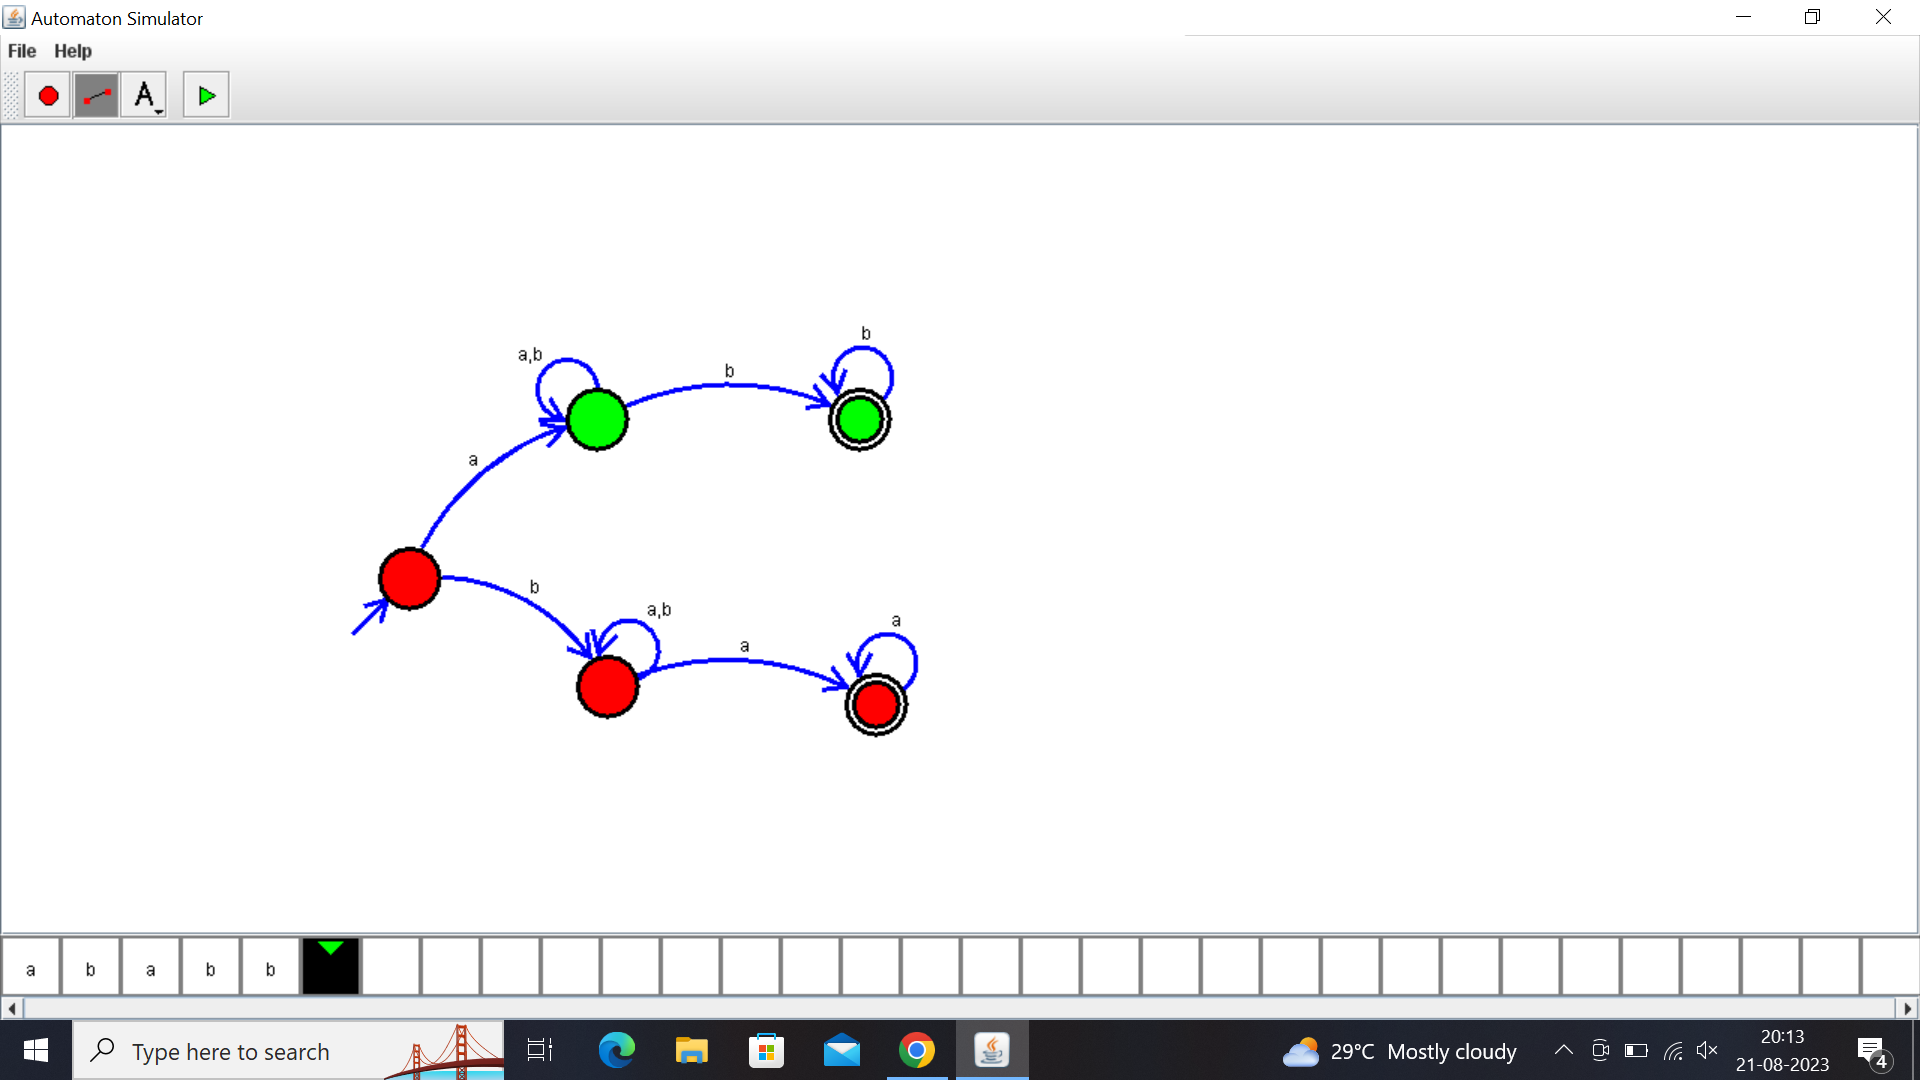 Automaton Simulator
File Help
A
b
a,b
b
a
b
a,b
a
a
a b a b b
Type here to search
29°C Mostly cloudy
20:13
21-08-2023
4